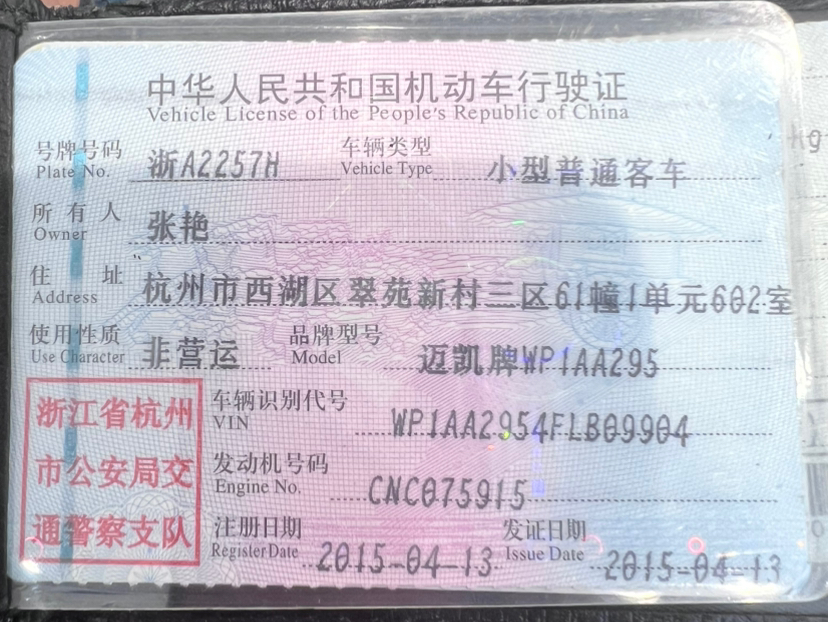 中华人民共和国机动车行驶证
Vehicle License of the People's Republic of China
号牌号码 浙A2257H 车辆类型 小型普通客车
Plate No. Vehicle Type
所有人 张艳
Owner
住址 杭州市西湖区翠苑新村三区61幢1单元602室
Address
使用性质 非营运 品牌型号 迈凯牌WP1AA295
Use Character Model
车辆识别代号 WP1AA2954FLB09904
VIN
发动机号码 CNC075915
Engine No.
注册日期 2015-04-13 发证日期 2015-04-13
Register Date Issue Date
浙江省杭州
市公安局交
通警察支队